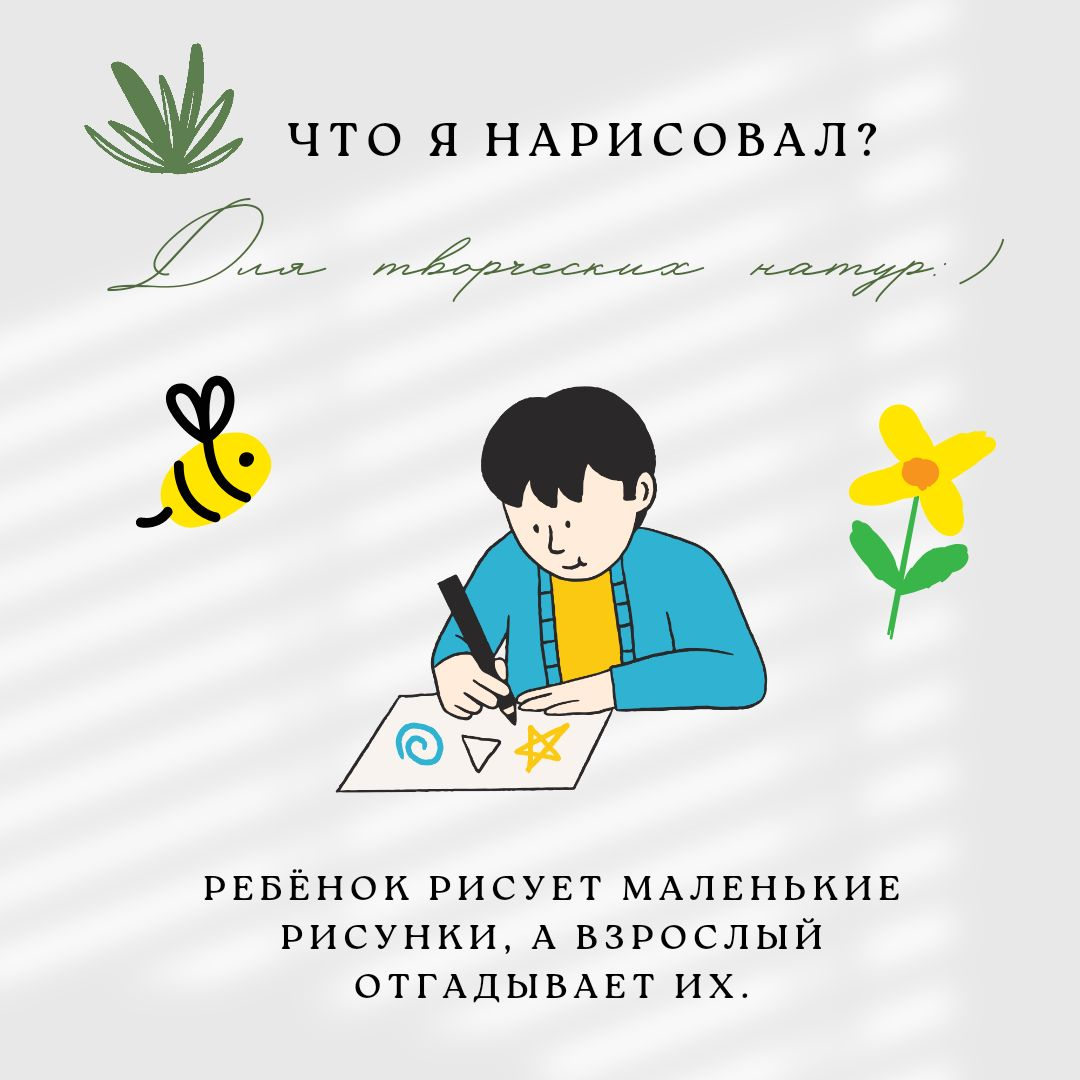 ЧТО Я НАРИСОВАЛ?
Для творческих натур:)
РЕБЁНОК РИСУЕТ МАЛЕНЬКИЕ
РИСУНКИ, А ВЗРОСЛЫЙ
ОТГАДЫВАЕТ ИХ.